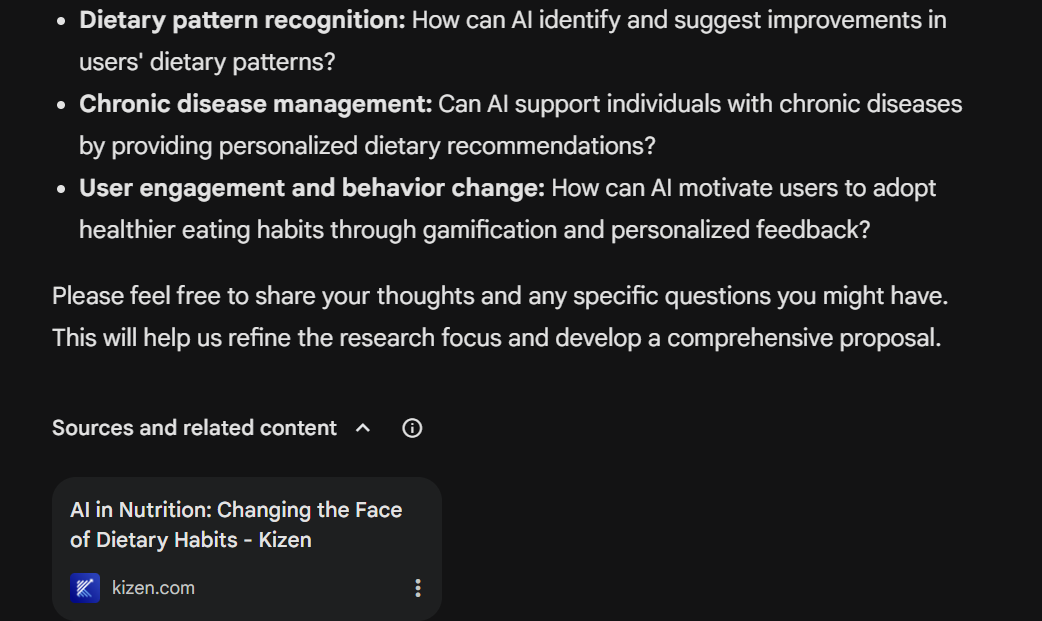 • Dietary pattern recognition: How can AI identify and suggest improvements in
users' dietary patterns?
• Chronic disease management: Can AI support individuals with chronic diseases
by providing personalized dietary recommendations?
• User engagement and behavior change: How can AI motivate users to adopt
healthier eating habits through gamification and personalized feedback?
Please feel free to share your thoughts and any specific questions you might have.
This will help us refine the research focus and develop a comprehensive proposal.
Sources and related content
AI in Nutrition: Changing the Face
of Dietary Habits - Kizen
kizen.com